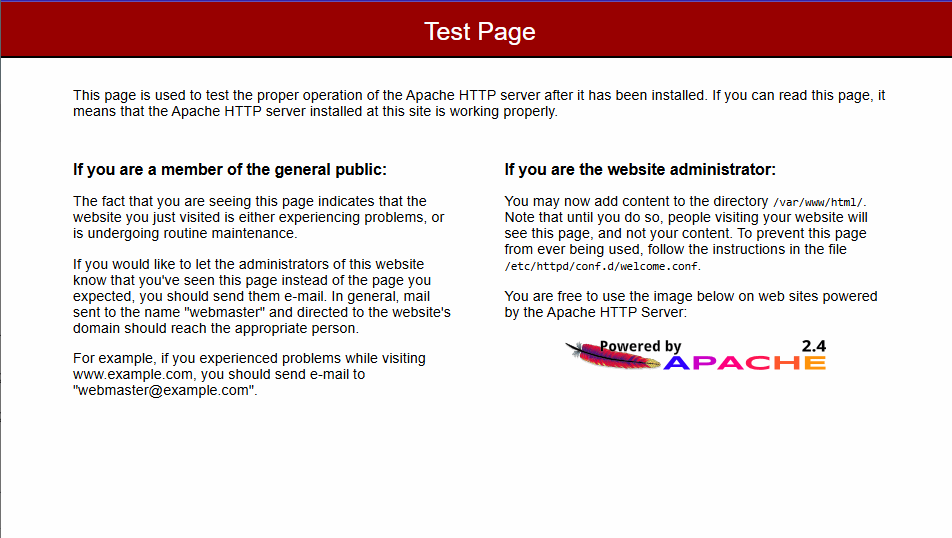 Test Page
This page is used to test the proper operation of the Apache HTTP server after it has been installed. If you can read this page, it
means that the Apache HTTP server installed at this site is working properly.
If you are a member of the general public:
The fact that you are seeing this page indicates that the
website you just visited is either experiencing problems, or
is undergoing routine maintenance.
If you would like to let the administrators of this website
know that you've seen this page instead of the page you
expected, you should send them e-mail. In general, mail
sent to the name "webmaster" and directed to the website's
domain should reach the appropriate person.
For example, if you experienced problems while visiting
www.example.com, you should send e-mail to
"webmaster@example.com".
If you are the website administrator:
You may now add content to the directory /var/www/html/.
Note that until you do so, people visiting your website will
see this page, and not your content. To prevent this page
from ever being used, follow the instructions in the file
/etc/httpd/conf.d/welcome.conf.
You are free to use the image below on web sites powered
by the Apache HTTP Server:
Powered by 2.4
APACHE